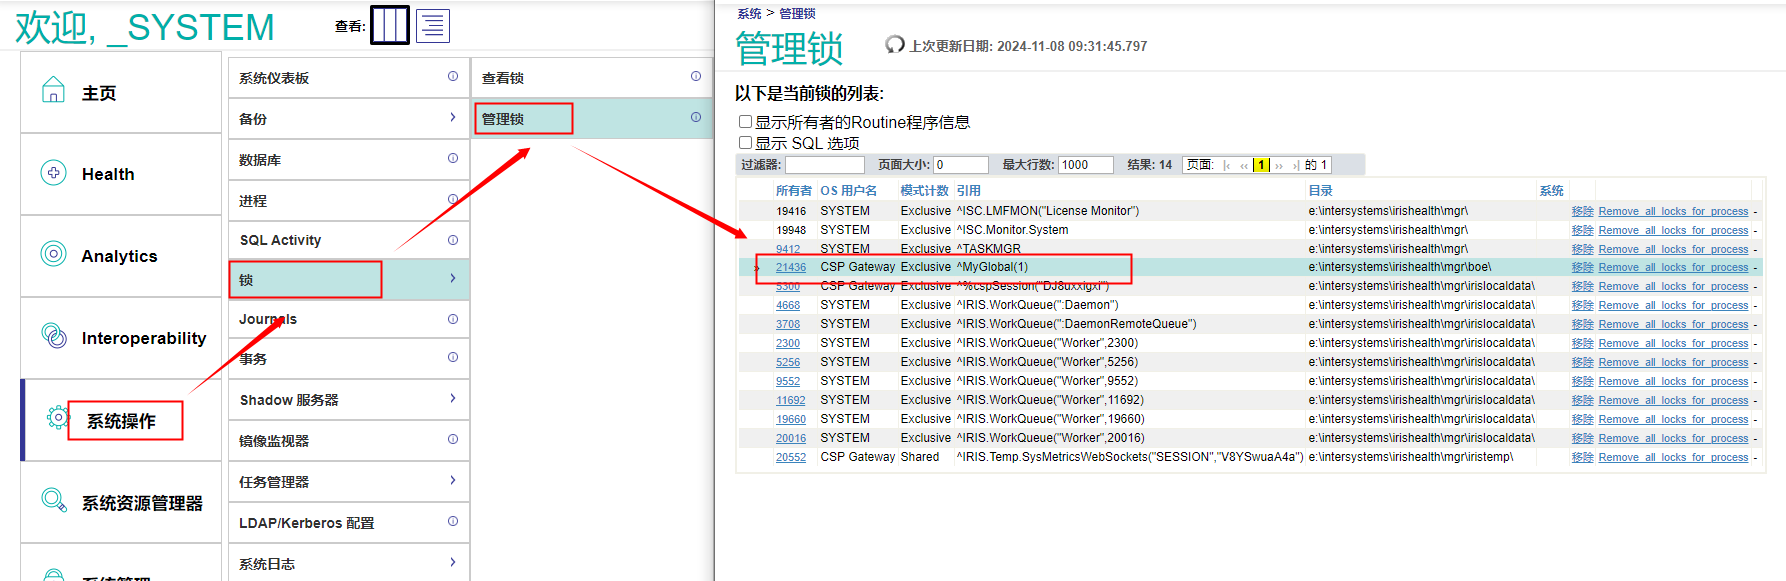 欢迎, _SYSTEM
查看:
主页
Health
Analytics
Interoperability
系统操作
系统资源管理器
系统管理
系统仪表板
备份
数据库
进程
SQL Activity
锁
Journals
事务
Shadow 服务器
镜像监视器
任务管理器
LDAP/Kerberos 配置
系统日志
查看锁
管理锁
系统 > 管理锁
管理锁
上次更新日期: 2024-11-08 09:31:45.797
以下是当前锁的列表:
显示所有者的Routine程序信息
显示 SQL 选项
过滤器: 页面大小: 0 最大行数: 1000 结果: 14 页面: |‹ ‹‹ 1 ›› ›| 的 1
所有者 OS 用户名 模式计数 引用 目录 系统
19416 SYSTEM Exclusive ^ISC.LMFMON("License Monitor") e:\intersystems\irishealth\mgr\ 移除 Remove all locks for process -
19948 SYSTEM Exclusive ^ISC.Monitor.System e:\intersystems\irishealth\mgr\ 移除 Remove all locks for process -
9412 SYSTEM Exclusive ^TASKMGR e:\intersystems\irishealth\mgr\ 移除 Remove all locks for process -
» 21436 CSP Gateway Exclusive ^MyGlobal(1) e:\intersystems\irishealth\mgr\boe\ 移除 Remove all locks for process -
5300 CSP Gateway Exclusive ^%cspSession("DJ8uxxigxi") e:\intersystems\irishealth\mgr\irislocaldata\ 移除 Remove all locks for process -
4668 SYSTEM Exclusive ^IRIS.WorkQueue(":Daemon") e:\intersystems\irishealth\mgr\irislocaldata\ 移除 Remove all locks for process -
3708 SYSTEM Exclusive ^IRIS.WorkQueue(":DaemonRemoteQueue") e:\intersystems\irishealth\mgr\irislocaldata\ 移除 Remove all locks for process -
2300 SYSTEM Exclusive ^IRIS.WorkQueue("Worker",2300) e:\intersystems\irishealth\mgr\irislocaldata\ 移除 Remove all locks for process -
5256 SYSTEM Exclusive ^IRIS.WorkQueue("Worker",5256) e:\intersystems\irishealth\mgr\irislocaldata\ 移除 Remove all locks for process -
9552 SYSTEM Exclusive ^IRIS.WorkQueue("Worker",9552) e:\intersystems\irishealth\mgr\irislocaldata\ 移除 Remove all locks for process -
11692 SYSTEM Exclusive ^IRIS.WorkQueue("Worker",11692) e:\intersystems\irishealth\mgr\irislocaldata\ 移除 Remove all locks for process -
19660 SYSTEM Exclusive ^IRIS.WorkQueue("Worker",19660) e:\intersystems\irishealth\mgr\irislocaldata\ 移除 Remove all locks for process -
20016 SYSTEM Exclusive ^IRIS.WorkQueue("Worker",20016) e:\intersystems\irishealth\mgr\irislocaldata\ 移除 Remove all locks for process -
20552 CSP Gateway Shared ^IRIS.Temp.SysMetricsWebSockets("SESSION","V8YSwuaA4a") e:\intersystems\irishealth\mgr\iristemp\ 移除 Remove all locks for process -